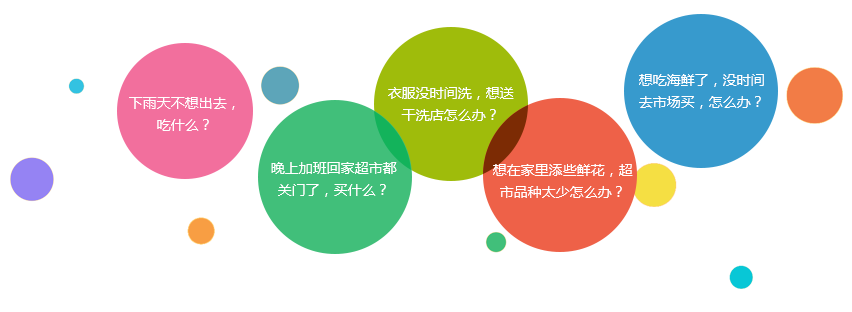 下雨天不想出去，
吃什么？
晚上加班回家超市都
关门了，买什么？
衣服没时间洗，想送
干洗店怎么办？
想在家里添些鲜花，超
市品种太少怎么办？
想吃海鲜了，没时间
去市场买，怎么办？